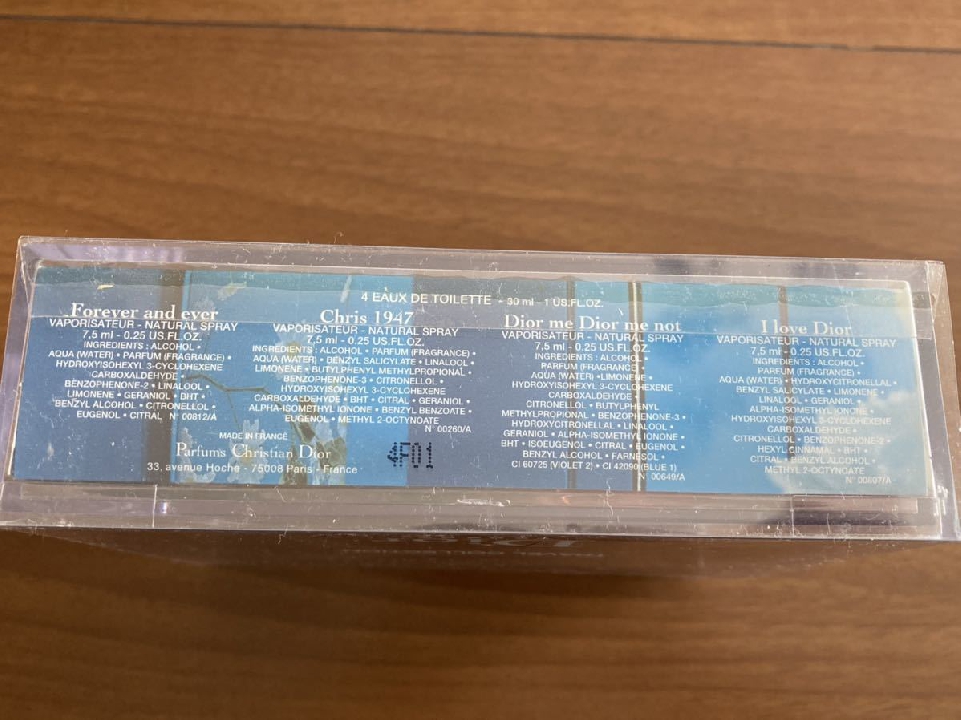 4 EAUX DE TOILETTE - 30 ml - 1 US.FL.OZ.
Forever and ever
VAPORISATEUR - NATURAL SPRAY
7,5 ml - 0.25 US.FL.OZ.
INGREDIENTS : ALCOHOL •
AQUA (WATER) • PARFUM (FRAGRANCE) •
HYDROXYISOHEXYL 3-CYCLOHEXENE
CARBOXALDEHYDE •
BENZOPHENONE-2 • LINALOOL •
LIMONENE • GERANIOL • BHT •
BENZYL ALCOHOL • CITRONELLOL •
EUGENOL • CITRAL N° 00812/A
Chris 1947
VAPORISATEUR - NATURAL SPRAY
7,5 ml - 0.25 US.FL.OZ.
INGREDIENTS : ALCOHOL • PARFUM (FRAGRANCE) •
AQUA (WATER) • BENZYL SALICYLATE • LINALOOL •
LIMONENE • BUTYLPHENYL METHYLPROPIONAL •
BENZOPHENONE-3 • CITRONELLOL •
HYDROXYISOHEXYL 3-CYCLOHEXENE
CARBOXALDEHYDE • BHT • CITRAL • GERANIOL •
ALPHA-ISOMETHYL IONONE • BENZYL BENZOATE •
EUGENOL • METHYL 2-OCTYNOATE
N° 00260/A
Dior me Dior me not
VAPORISATEUR - NATURAL SPRAY
7,5 ml - 0.25 US.FL.OZ.
INGREDIENTS : ALCOHOL •
PARFUM (FRAGRANCE) •
AQUA (WATER) • LIMONENE •
HYDROXYISOHEXYL 3-CYCLOHEXENE
CARBOXALDEHYDE •
CITRONELLOL • BUTYLPHENYL
METHYLPROPIONAL • BENZOPHENONE-3 •
HYDROXYCITRONELLAL • LINALOOL •
GERANIOL • ALPHA-ISOMETHYL IONONE •
BHT • ISOEUGENOL • CITRAL • EUGENOL •
BENZYL ALCOHOL • FARNESOL •
CI 60725 (VIOLET 2) • CI 42090 (BLUE 1)
N° 00649/A
I love Dior
VAPORISATEUR - NATURAL SPRAY
7,5 ml - 0.25 US.FL.OZ.
INGREDIENTS : ALCOHOL •
PARFUM (FRAGRANCE) •
AQUA (WATER) • HYDROXYCITRONELLAL •
BENZYL SALICYLATE • LIMONENE •
LINALOOL • GERANIOL •
ALPHA-ISOMETHYL IONONE •
HYDROXYISOHEXYL 3-CYCLOHEXENE
CARBOXALDEHYDE •
CITRONELLOL • BENZOPHENONE-3 •
HEXYL CINNAMAL • BHT •
CITRAL • BENZYL ALCOHOL •
METHYL 2-OCTYNOATE
N° 00697/A
MADE IN FRANCE
Parfums Christian Dior
33, avenue Hoche - 75008 Paris - France
4F01